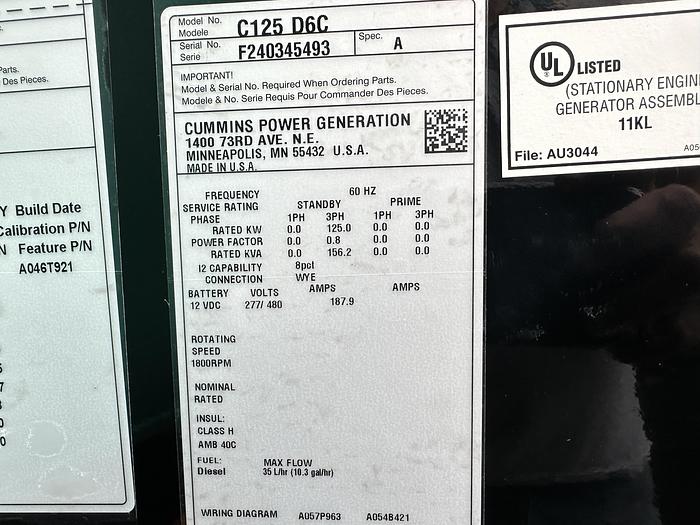 Parts.
Des Pieces.
Build Date
Calibration P/N
Feature P/N
A046T921
Model No.
Modele
C125 D6C
Serial No.
Serie
F240345493
Spec.
A
IMPORTANT!
Model & Serial No. Required When Ordering Parts.
Modele & No. Serie Requis Pour Commander Des Pieces.
CUMMINS POWER GENERATION
1400 73RD AVE. N.E.
MINNEAPOLIS, MN 55432 U.S.A.
MADE IN U.S.A.
FREQUENCY 60 HZ
SERVICE RATING STANDBY PRIME
PHASE 1PH 3PH 1PH 3PH
RATED KW 0.0 125.0 0.0 0.0
POWER FACTOR 0.0 0.8 0.0 0.0
RATED KVA 0.0 156.2 0.0 0.0
I2 CAPABILITY 8pct
CONNECTION WYE
BATTERY VOLTS AMPS AMPS
12 VDC 277/ 480 187.9
ROTATING
SPEED
1800RPM
NOMINAL
RATED
INSUL:
CLASS H
AMB 40C
FUEL: MAX FLOW
Diesel 35 L/hr (10.3 gal/hr)
WIRING DIAGRAM A057P963 A054B421
UL LISTED
(STATIONARY ENGIN
GENERATOR ASSEMBL
11KL
File: AU3044 A05